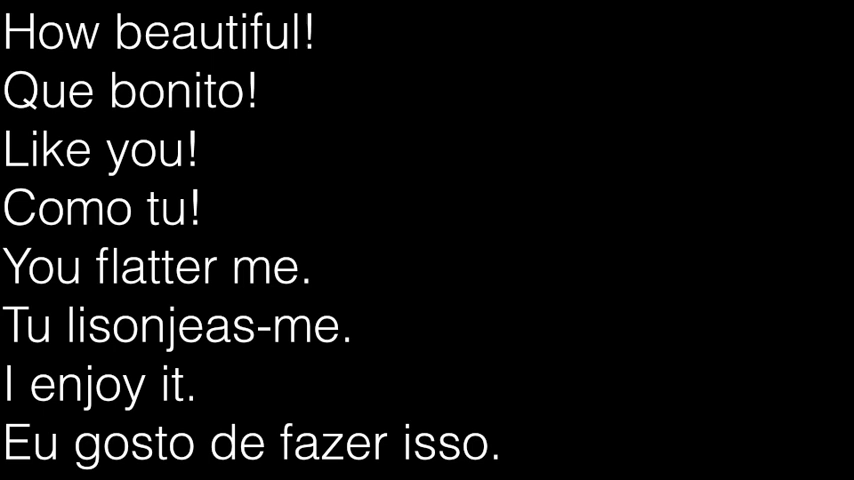 How beautiful!
Que bonito!
Like you!
Como tu!
You flatter me.
Tu lisonjeas-me.
I enjoy it.
Eu gosto de fazer isso.